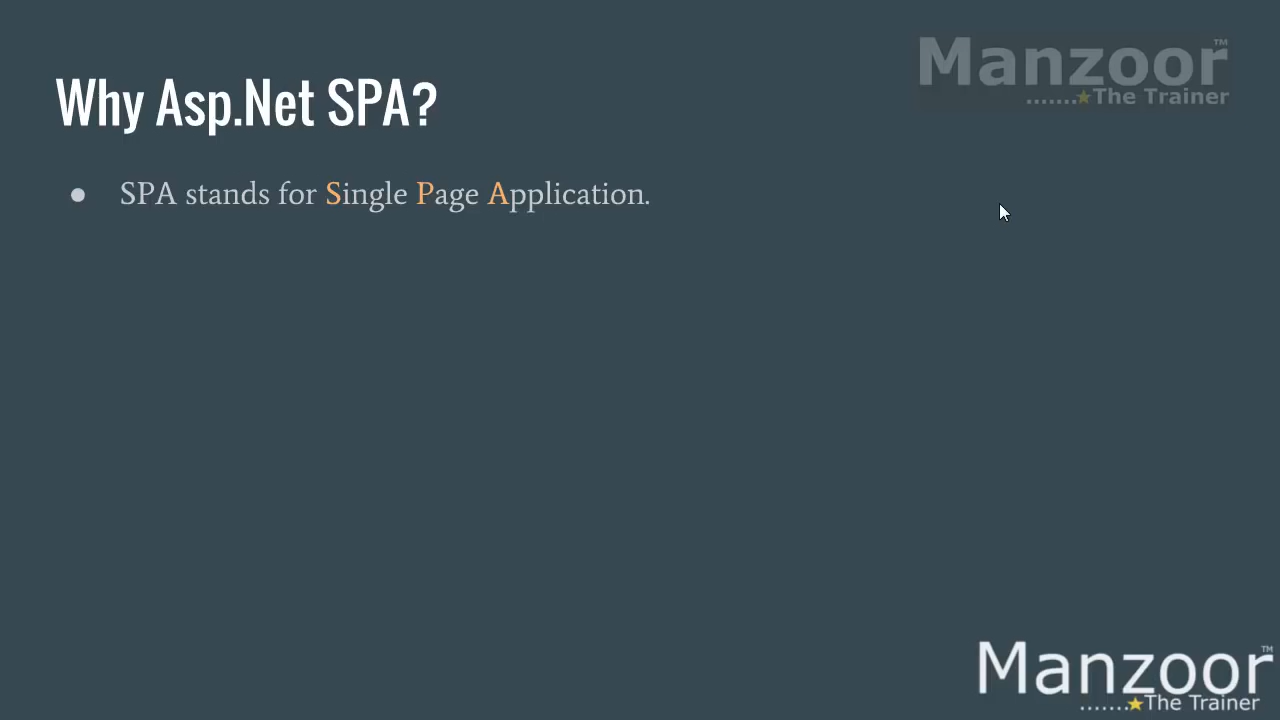 Manzoor™
.......★The Trainer
Why Asp.Net SPA?
● SPA stands for Single Page Application.
Manzoor™
.......★The Trainer